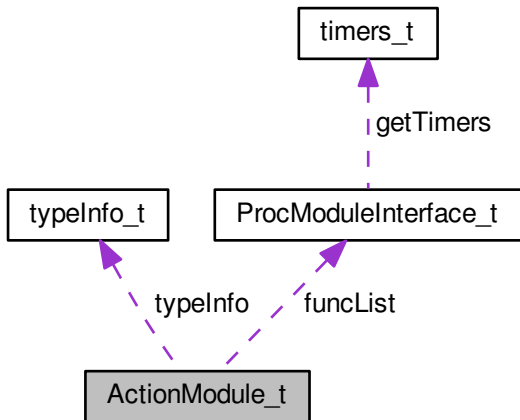 timers_t
getTimers
typeInfo_t
ProcModuleInterface_t
typeInfo
funcList
ActionModule_t